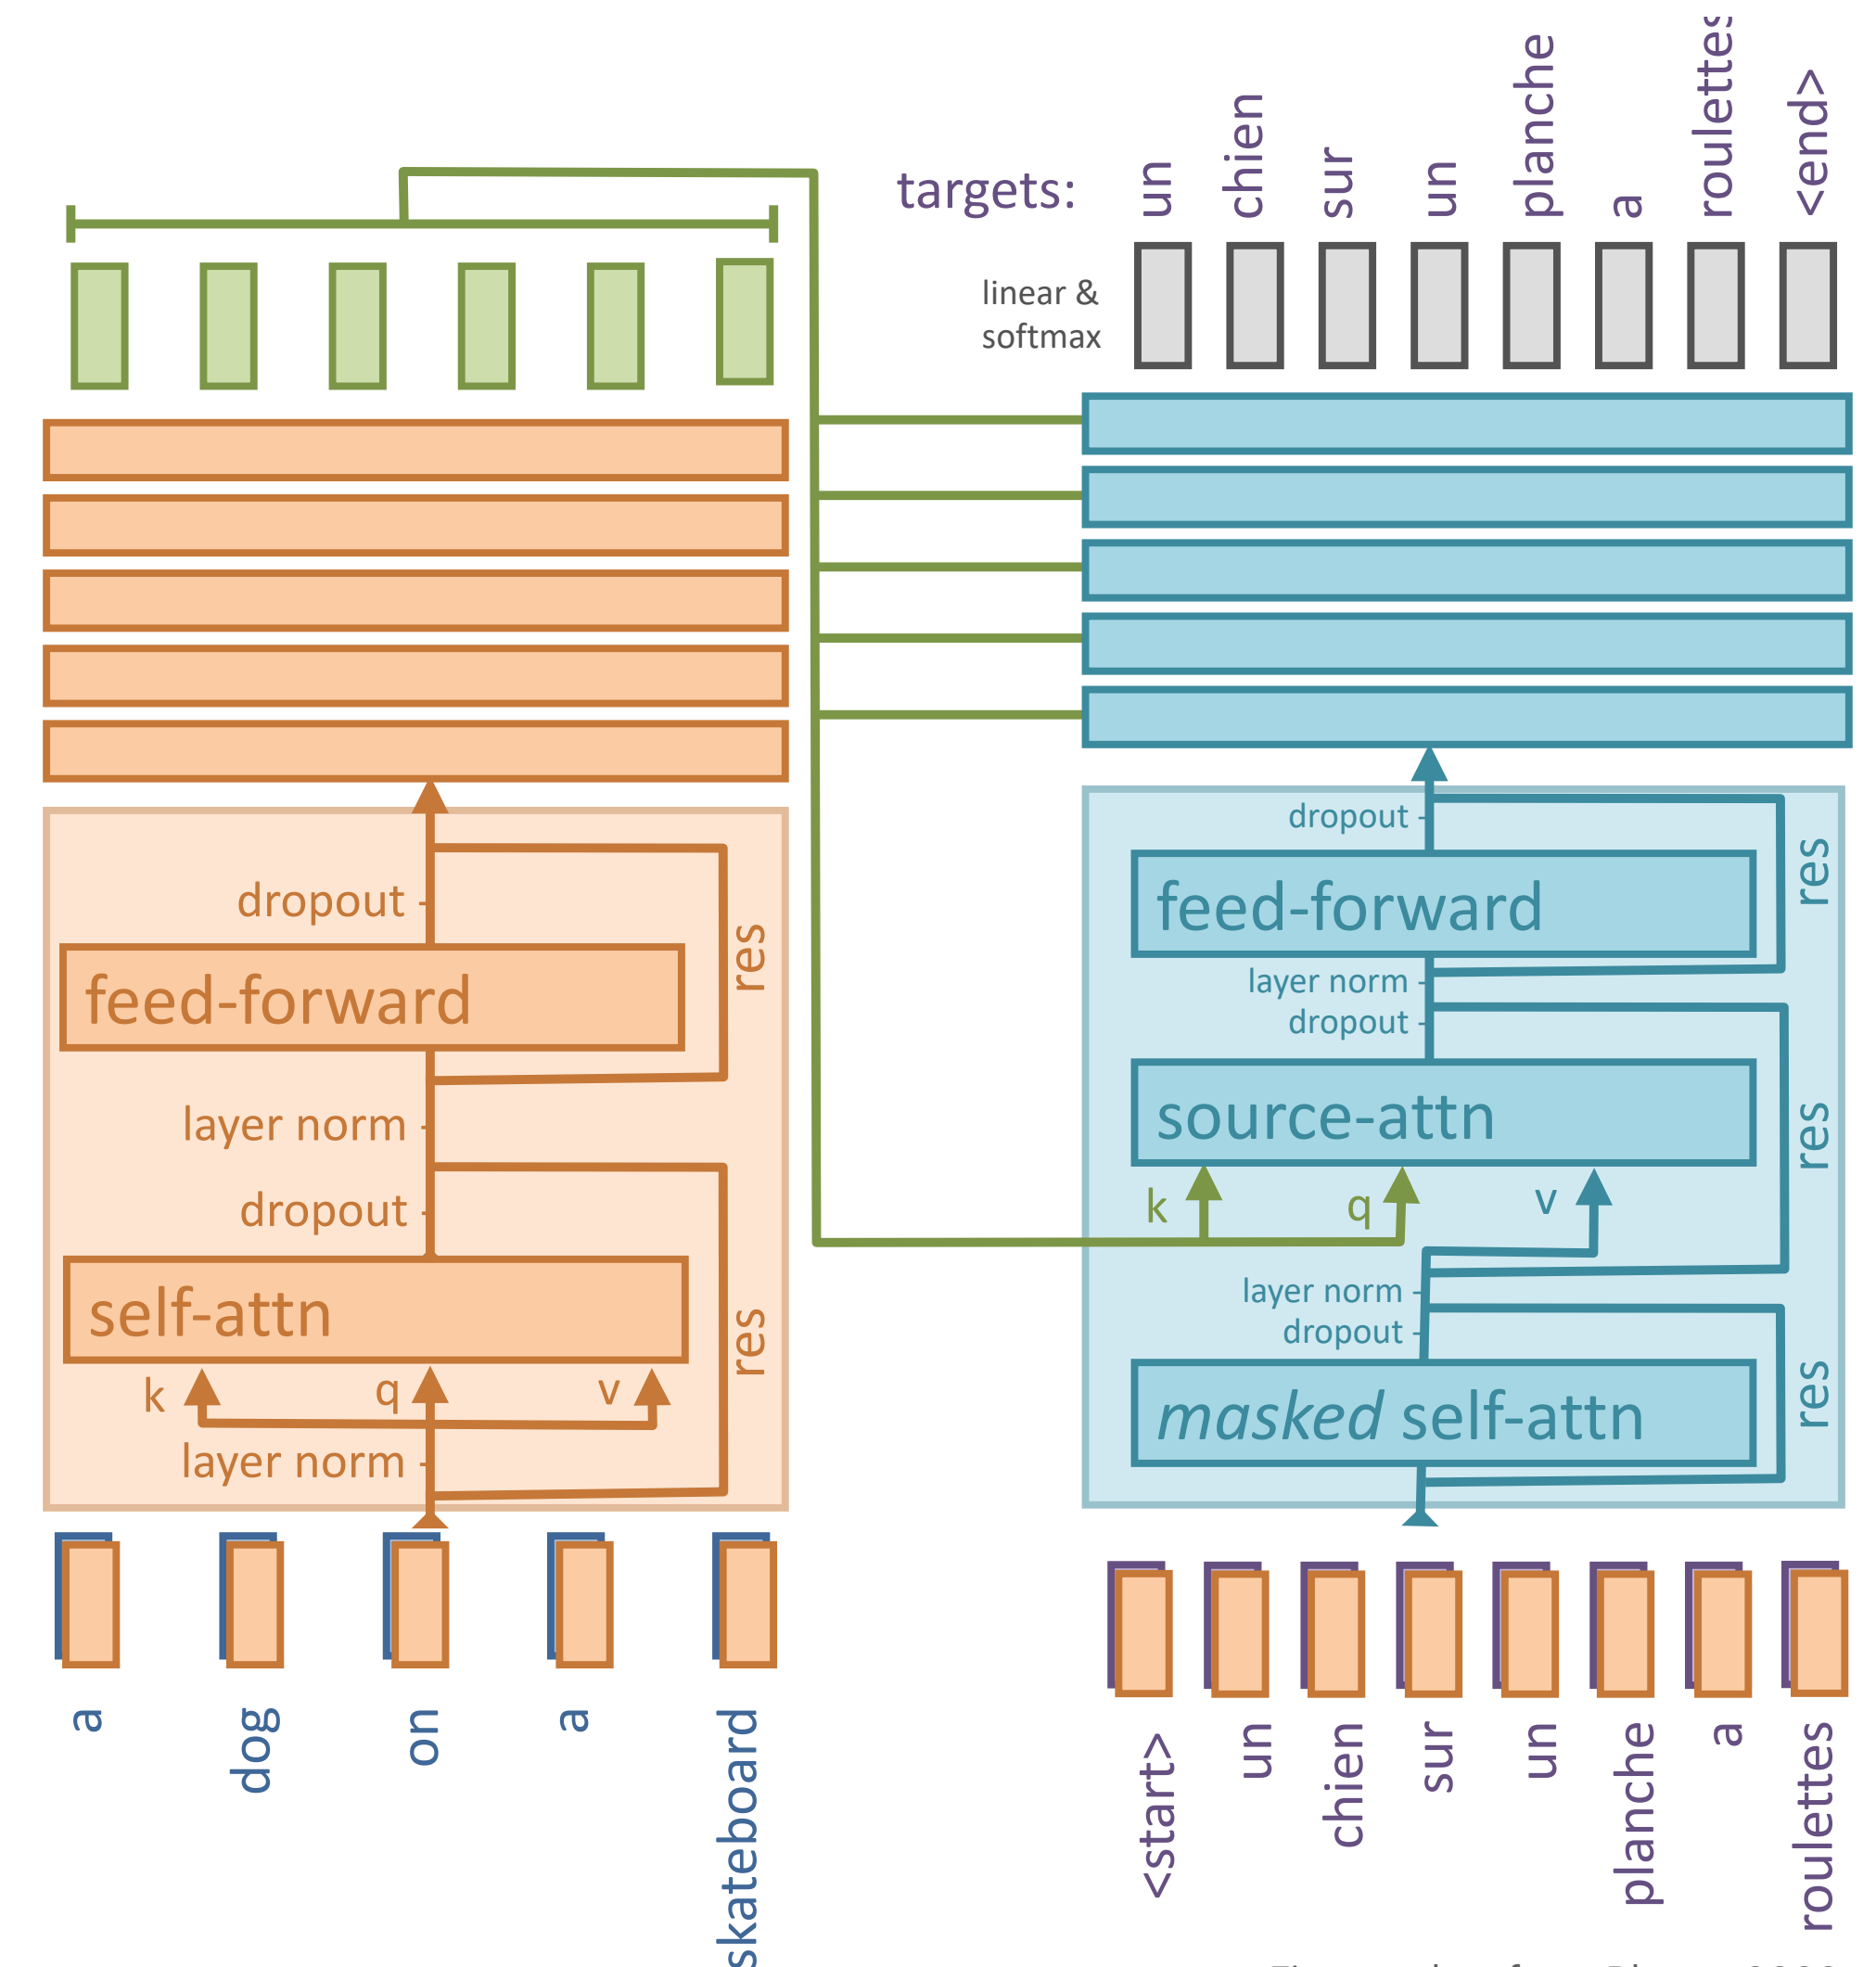 targets:
un
chien
sur
un
planche
a
roulettes
<end>
linear &
softmax
dropout
feed-forward
res
layer norm
dropout
self-attn
res
k
q
v
layer norm
a
dog
on
a
skateboard
dropout
feed-forward
res
layer norm
dropout
source-attn
res
k
q
v
layer norm
dropout
masked self-attn
res
<start>
un
chien
sur
un
planche
a
roulettes